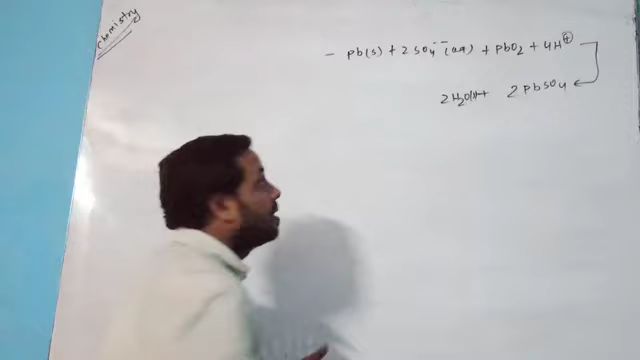 Chemistry
- Pb(s) + 2SO4-- (aq) + PbO2 + 4H⊕
2H2O(l)+ 2PbSO4